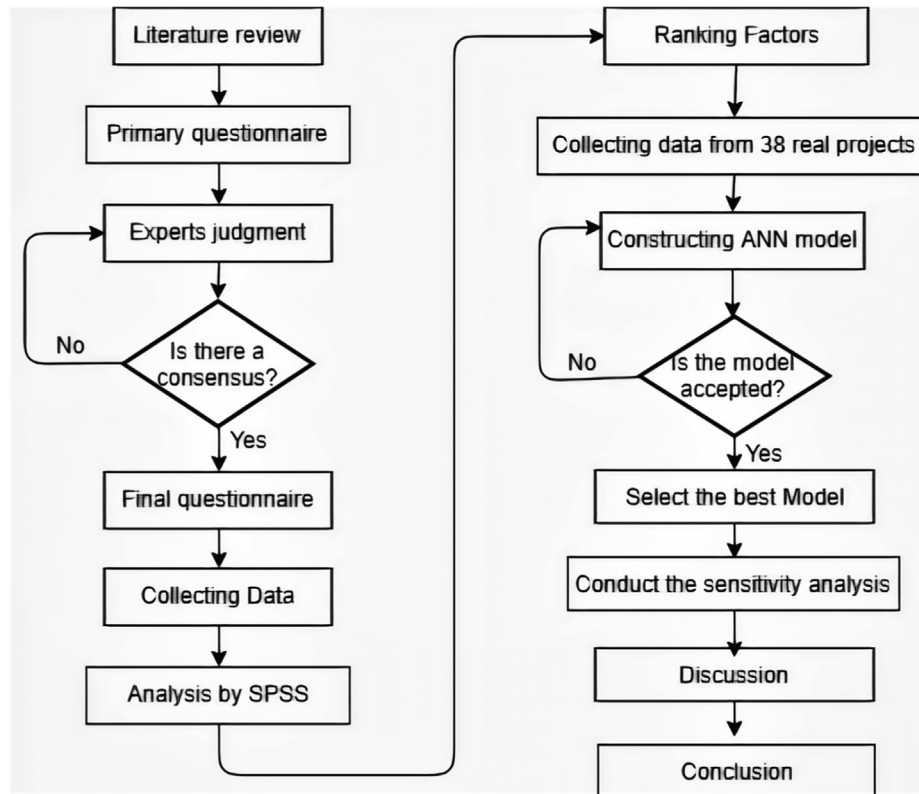 Literature review
Primary questionnaire
Experts judgment
No
Is there a
consensus?
Yes
Final questionnaire
Collecting Data
Analysis by SPSS
Ranking Factors
Collecting data from 38 real projects
Constructing ANN model
No
Is the model
accepted?
Yes
Select the best Model
Conduct the sensitivity analysis
Discussion
Conclusion